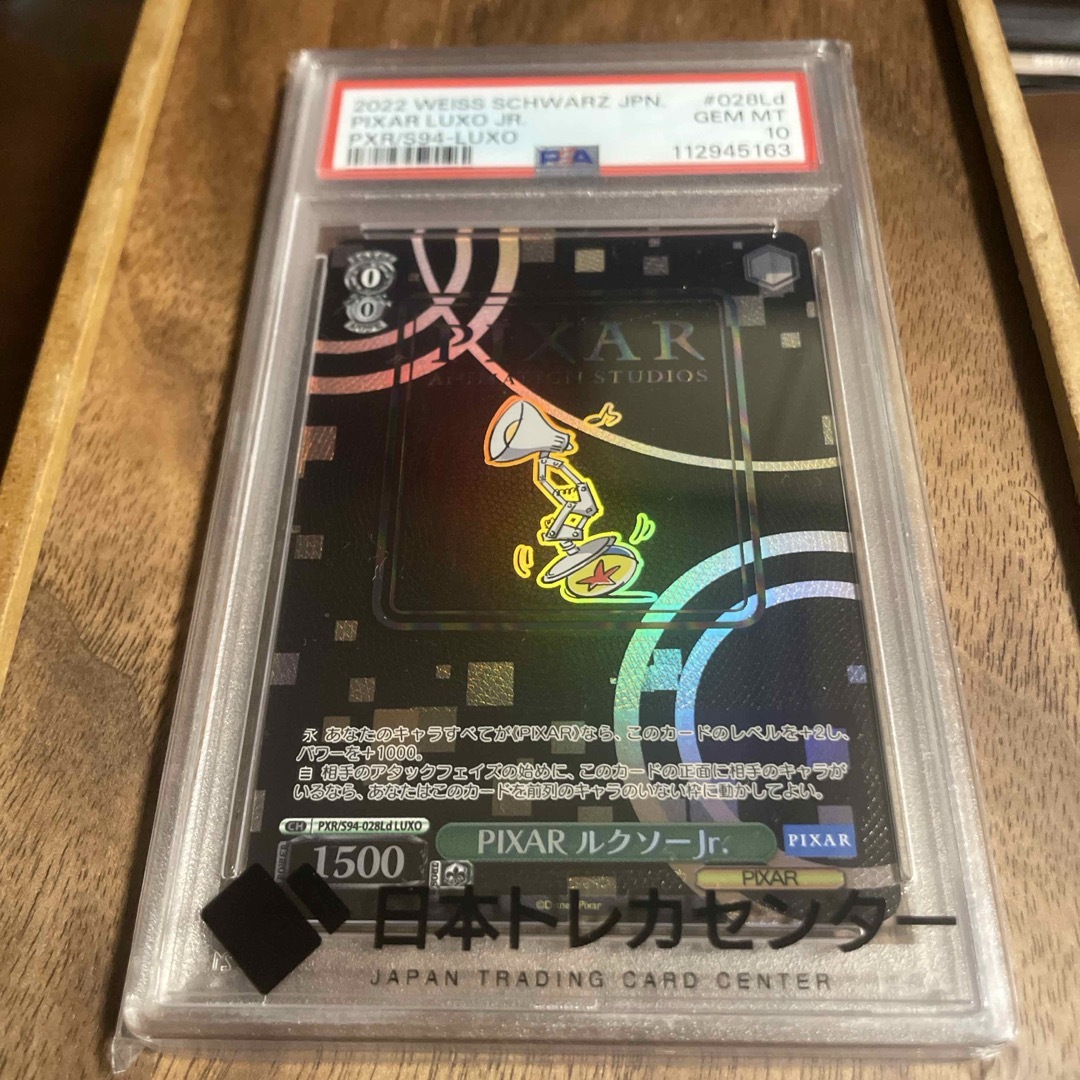 2022 WEISS SCHWARZ JPN. #028Ld
PIXAR LUXO JR. GEM MT
PXR/S94-LUXO 10
PSA 112945163
0
0
PIXAR
ANIMATION STUDIOS
永 あなたのキャラすべてが《PIXAR》なら、このカードのレベルを+2し、
パワーを+1000。
自 相手のアタックフェイズの始めに、このカードの正面に相手のキャラが
いるなら、あなたはこのカードを前列のキャラのいない枠に動かしてよい。
CH PXR/S94-028Ld LUXO
PIXAR ルクソーJr.
PIXAR
1500
PIXAR
©Disney/Pixar
日本トレカセンター
JAPAN TRADING CARD CENTER